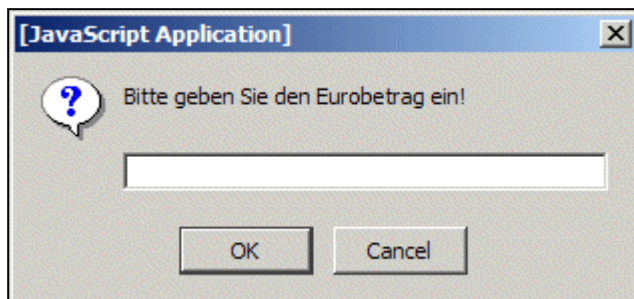 [JavaScript Application]
Bitte geben Sie den Eurobetrag ein!
OK Cancel